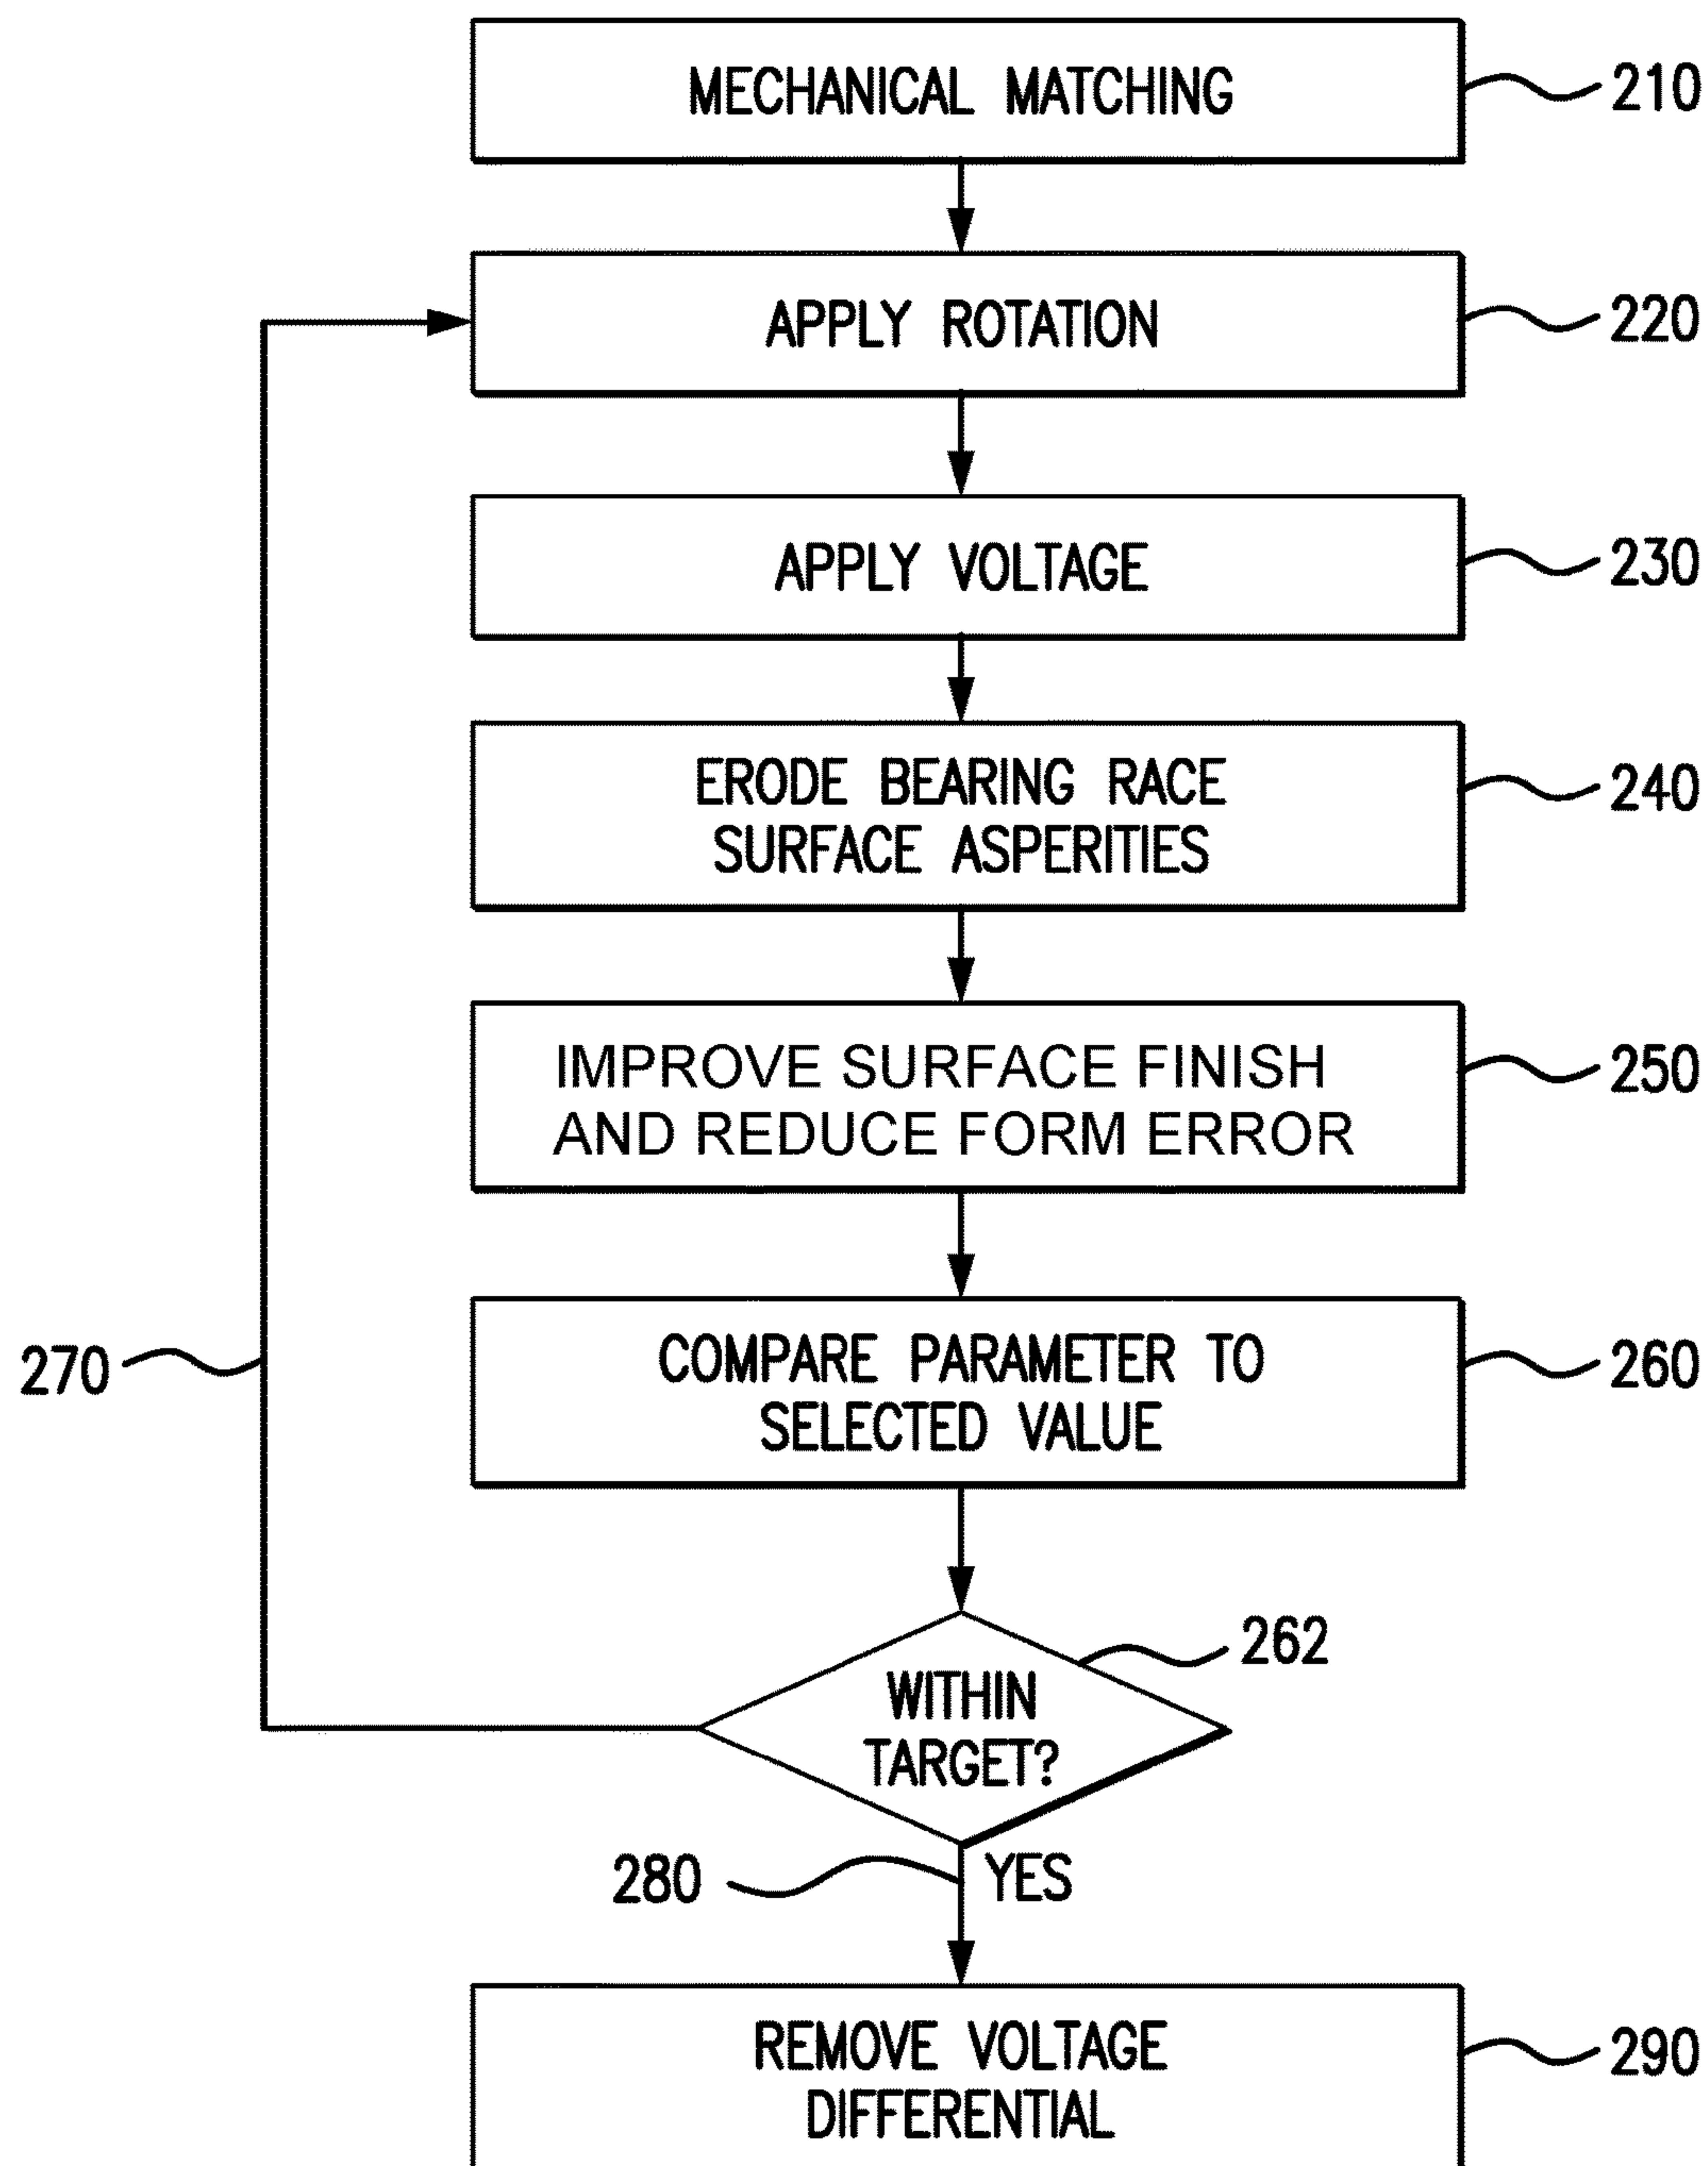 MECHANICAL MATCHING
210
APPLY ROTATION
220
APPLY VOLTAGE
230
ERODE BEARING RACE
SURFACE ASPERITIES
240
IMPROVE SURFACE FINISH
AND REDUCE FORM ERROR
250
COMPARE PARAMETER TO
SELECTED VALUE
260
270
WITHIN
TARGET?
262
280
YES
REMOVE VOLTAGE
DIFFERENTIAL
290